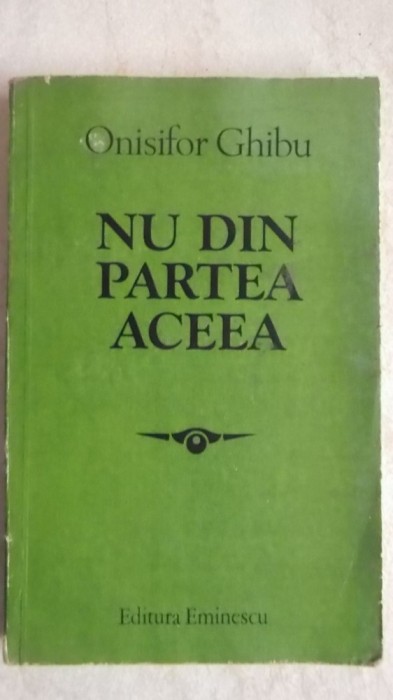 Onisifor Ghibu
NU DIN
PARTEA
ACEEA
Editura Eminescu